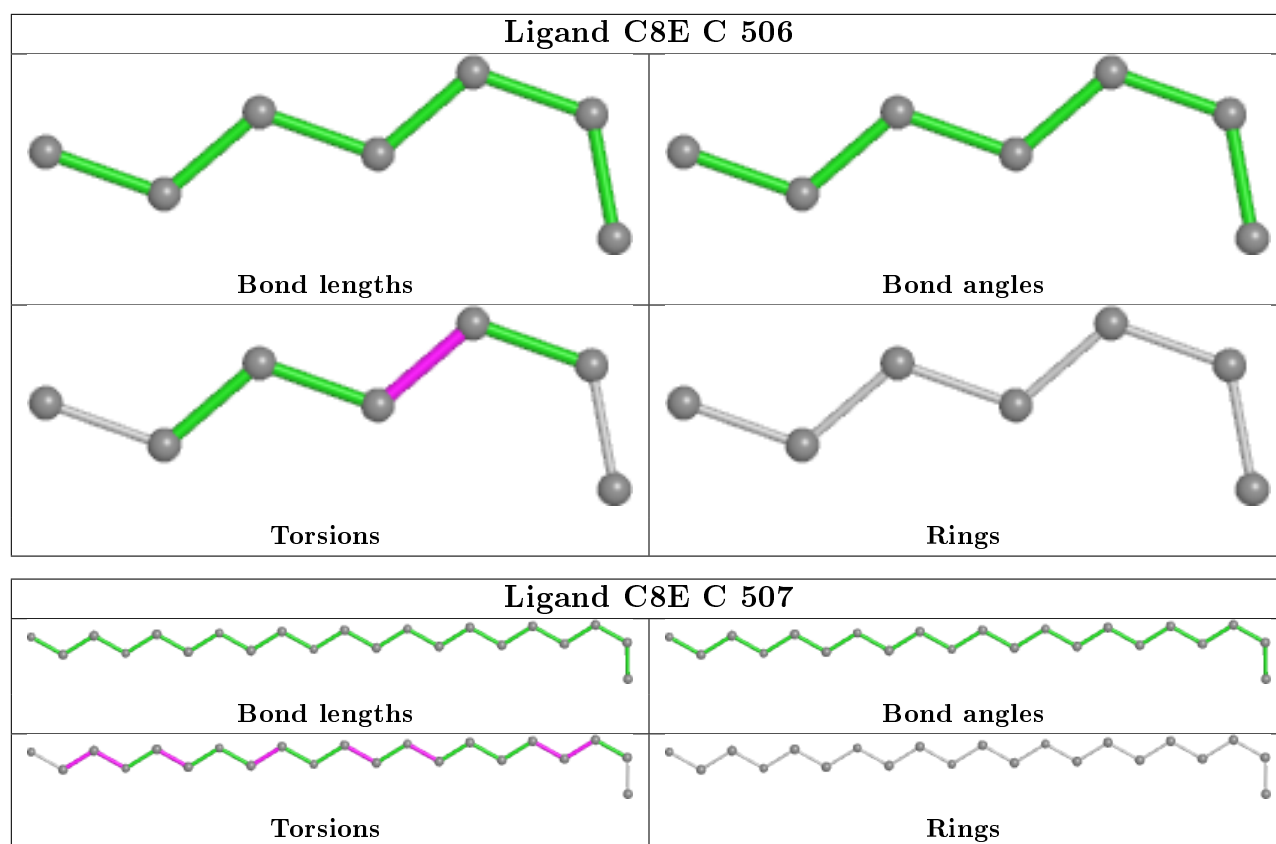 Ligand C8E C 506
Bond lengths
Bond angles
Torsions
Rings
Ligand C8E C 507
Bond lengths
Bond angles
Torsions
Rings